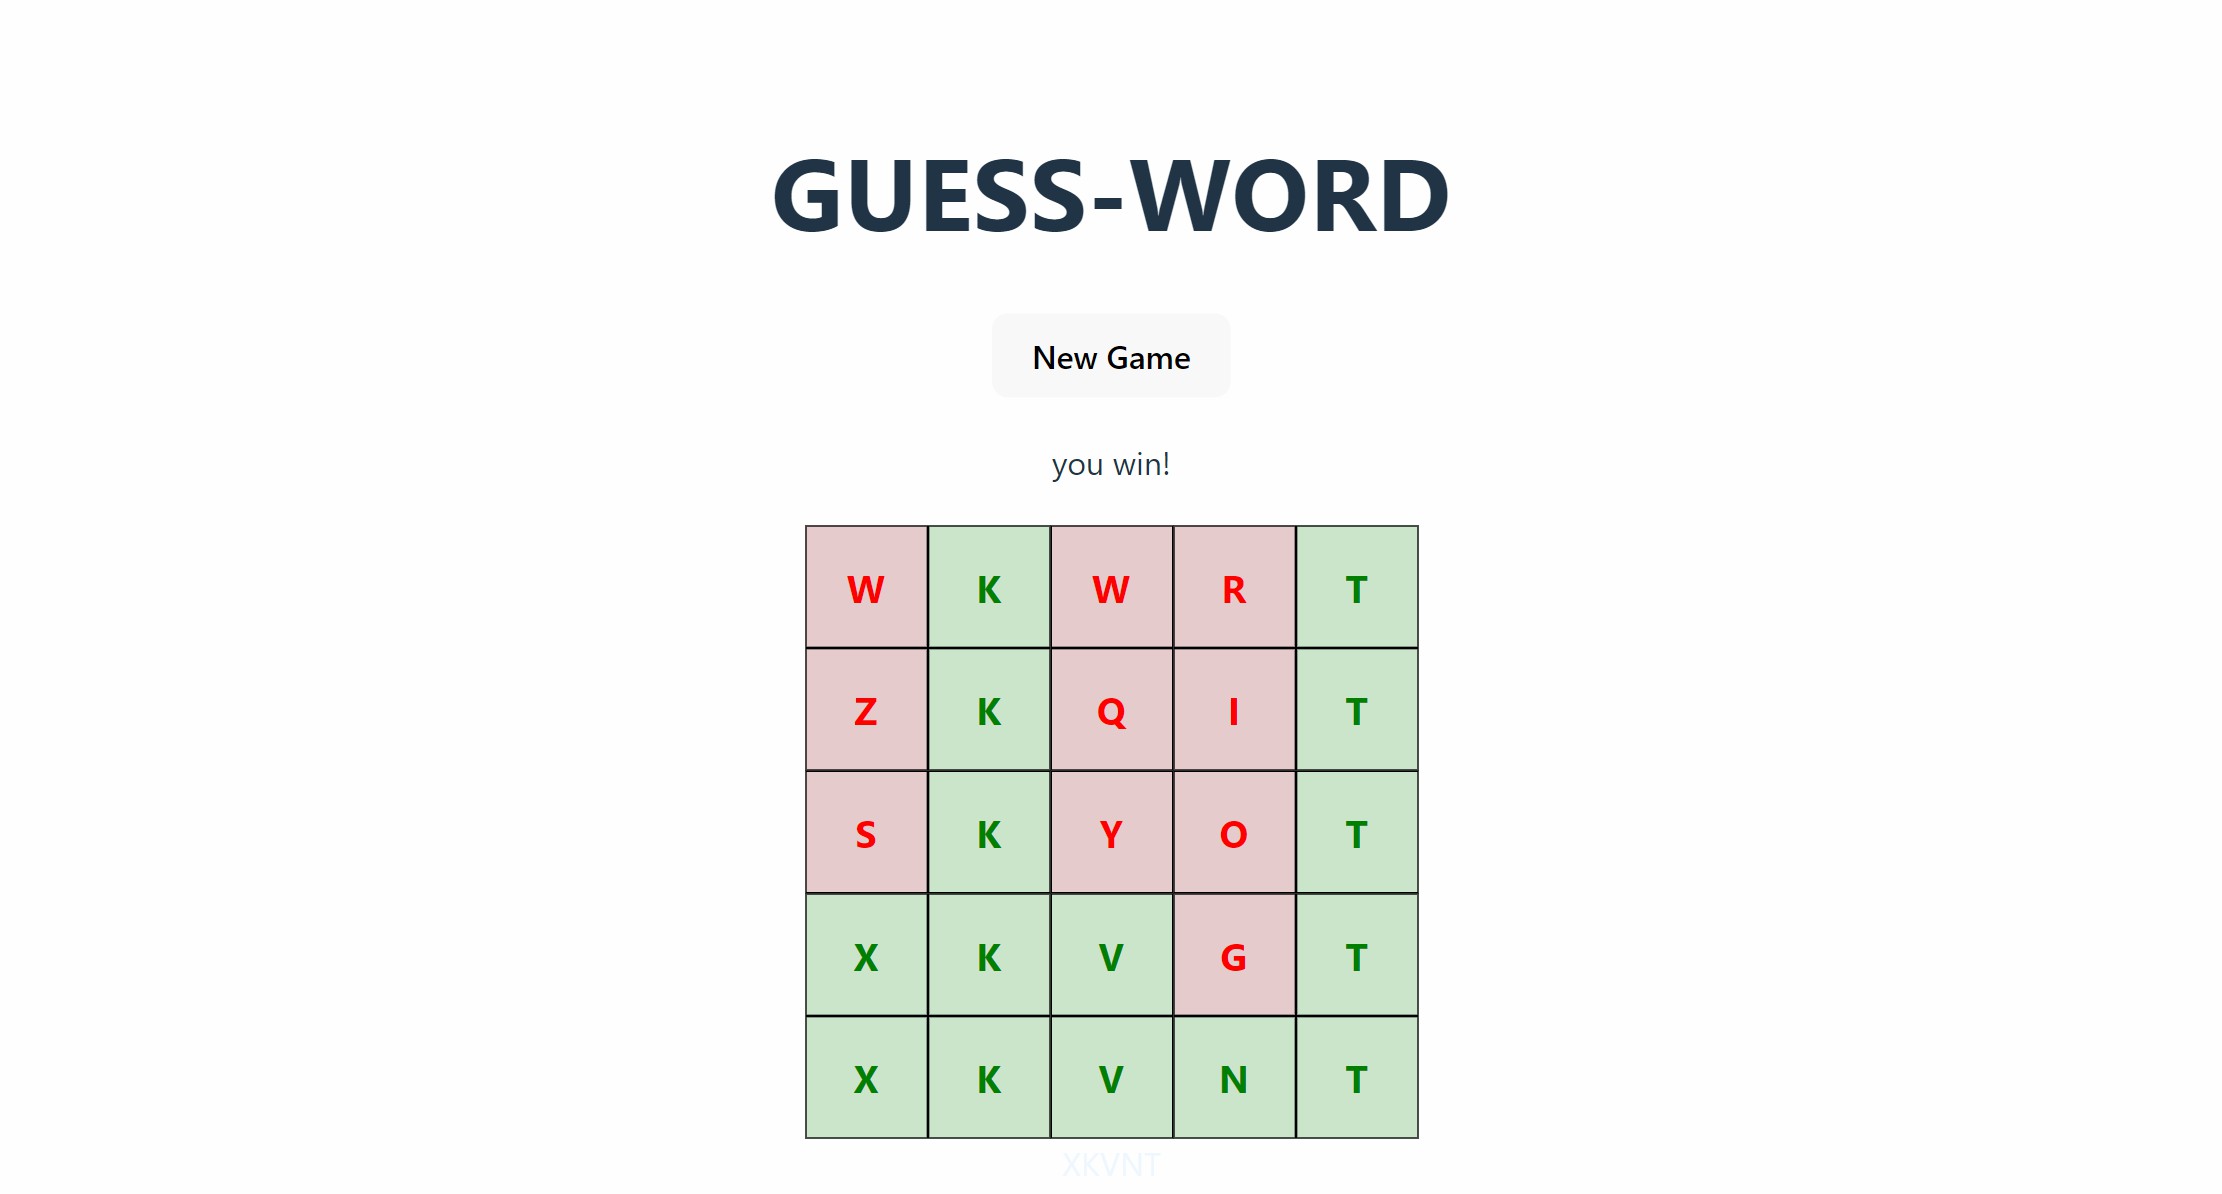 GUESS-WORD
New Game
you win!
W K W R T
Z K Q I T
S K Y O T
X K V G T
X K V N T
XKVNT